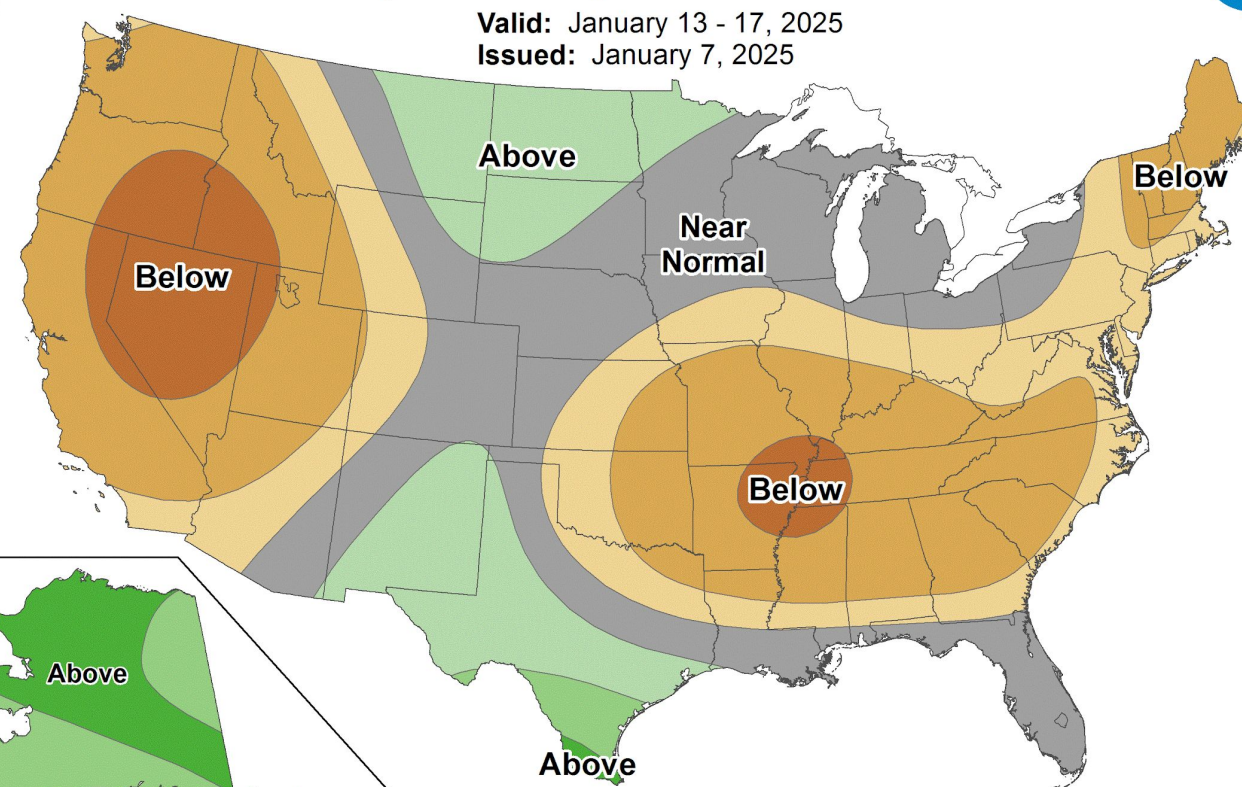 Valid: January 13 - 17, 2025
Issued: January 7, 2025
Above
Below
Near
Normal
Below
Below
Above
Above